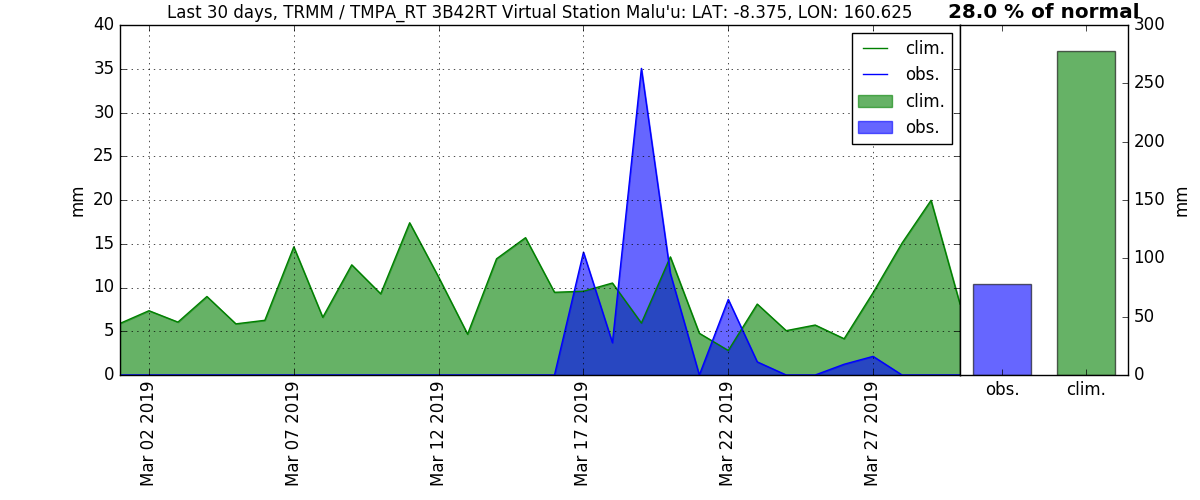 Last 30 days, TRMM / TMPA_RT 3B42RT Virtual Station Malu'u: LAT: -8.375, LON: 160.625
28.0 % of normal
40
35
30
25
20
15
10
5
0
mm
clim.
obs.
clim.
obs.
300
250
200
150
100
50
0
mm
Mar 02 2019
Mar 07 2019
Mar 12 2019
Mar 17 2019
Mar 22 2019
Mar 27 2019
obs.
clim.